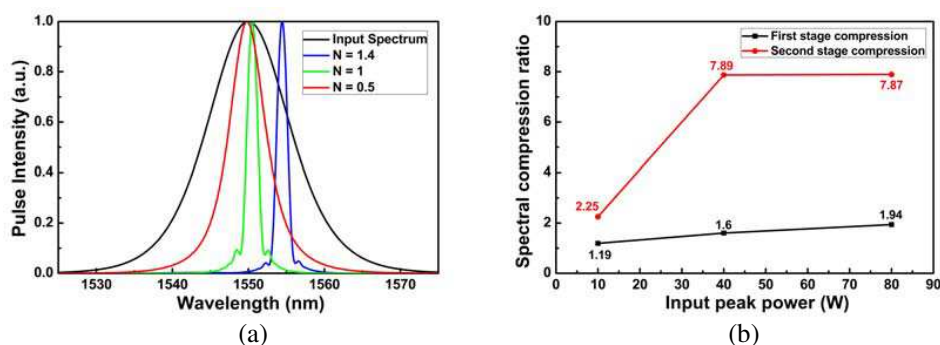 Pulse Intensity (a.u.)
1.0
0.8
0.6
0.4
0.2
0.0
Input Spectrum
N = 1.4
N = 1
N = 0.5
1530
1540
1550
1560
1570
Wavelength (nm)
(a)
Spectral compression ratio
10
8
6
4
2
0
First stage compression
Second stage compression
7.89
7.87
2.25
1.19
1.6
1.94
0 10 20 30 40 50 60 70 80 90
Input peak power (W)
(b)